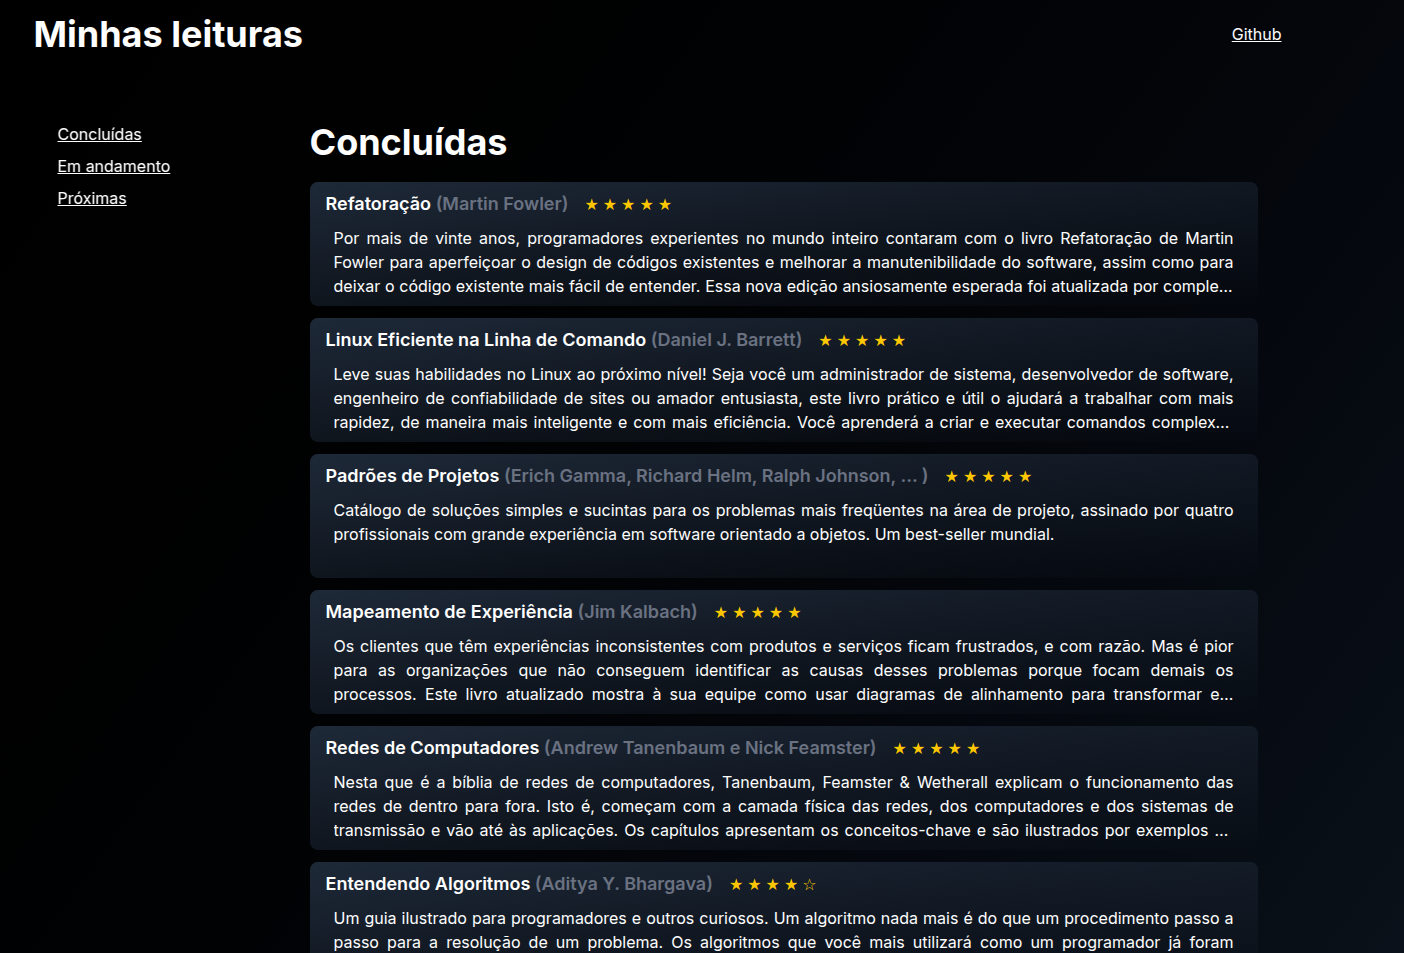 Minhas leituras
Github
Concluídas
Em andamento
Próximas
Concluídas
Refatoração (Martin Fowler) ★ ★ ★ ★ ★
Por mais de vinte anos, programadores experientes no mundo inteiro contaram com o livro Refatoração de Martin
Fowler para aperfeiçoar o design de códigos existentes e melhorar a manutenibilidade do software, assim como para
deixar o código existente mais fácil de entender. Essa nova edição ansiosamente esperada foi atualizada por comple...
Linux Eficiente na Linha de Comando (Daniel J. Barrett) ★ ★ ★ ★ ★
Leve suas habilidades no Linux ao próximo nível! Seja você um administrador de sistema, desenvolvedor de software,
engenheiro de confiabilidade de sites ou amador entusiasta, este livro prático e útil o ajudará a trabalhar com mais
rapidez, de maneira mais inteligente e com mais eficiência. Você aprenderá a criar e executar comandos complex...
Padrões de Projetos (Erich Gamma, Richard Helm, Ralph Johnson, ... ) ★ ★ ★ ★ ★
Catálogo de soluções simples e sucintas para os problemas mais freqüentes na área de projeto, assinado por quatro
profissionais com grande experiência em software orientado a objetos. Um best-seller mundial.
Mapeamento de Experiência (Jim Kalbach) ★ ★ ★ ★ ★
Os clientes que têm experiências inconsistentes com produtos e serviços ficam frustrados, e com razão. Mas é pior
para as organizações que não conseguem identificar as causas desses problemas porque focam demais os
processos. Este livro atualizado mostra à sua equipe como usar diagramas de alinhamento para transformar e...
Redes de Computadores (Andrew Tanenbaum e Nick Feamster) ★ ★ ★ ★ ★
Nesta que é a bíblia de redes de computadores, Tanenbaum, Feamster & Wetherall explicam o funcionamento das
redes de dentro para fora. Isto é, começam com a camada física das redes, dos computadores e dos sistemas de
transmissão e vão até às aplicações. Os capítulos apresentam os conceitos-chave e são ilustrados por exemplos ...
Entendendo Algoritmos (Aditya Y. Bhargava) ★ ★ ★ ★ ☆
Um guia ilustrado para programadores e outros curiosos. Um algoritmo nada mais é do que um procedimento passo a
passo para a resolução de um problema. Os algoritmos que você mais utilizará como um programador já foram